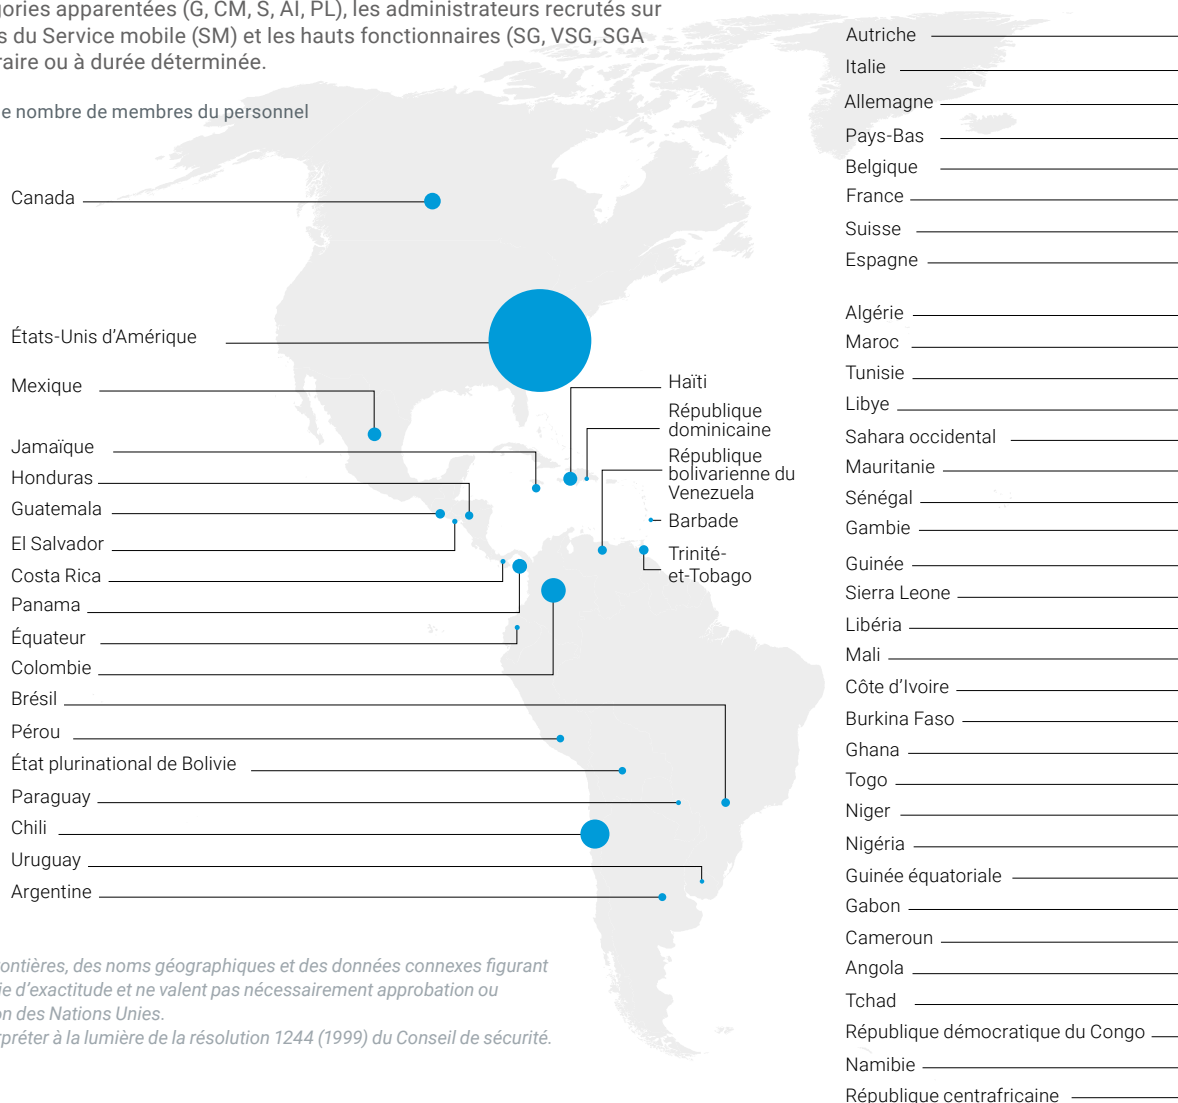 gories apparentées (G, CM, S, AI, PL), les administrateurs recrutés sur
s du Service mobile (SM) et les hauts fonctionnaires (SG, VSG, SGA
raire ou à durée déterminée.
e nombre de membres du personnel
Canada
États-Unis d’Amérique
Mexique
Jamaïque
Honduras
Guatemala
El Salvador
Costa Rica
Panama
Équateur
Colombie
Brésil
Pérou
État plurinational de Bolivie
Paraguay
Chili
Uruguay
Argentine
Haïti
République
dominicaine
République
bolivarienne du
Venezuela
Barbade
Trinité-
et-Tobago
Autriche
Italie
Allemagne
Pays-Bas
Belgique
France
Suisse
Espagne
Algérie
Maroc
Tunisie
Libye
Sahara occidental
Mauritanie
Sénégal
Gambie
Guinée
Sierra Leone
Libéria
Mali
Côte d’Ivoire
Burkina Faso
Ghana
Togo
Niger
Nigéria
Guinée équatoriale
Gabon
Cameroun
Angola
Tchad
République démocratique du Congo
Namibie
République centrafricaine
ontières, des noms géographiques et des données connexes figurant
ie d’exactitude et ne valent pas nécessairement approbation ou
on des Nations Unies.
rpréter à la lumière de la résolution 1244 (1999) du Conseil de sécurité.